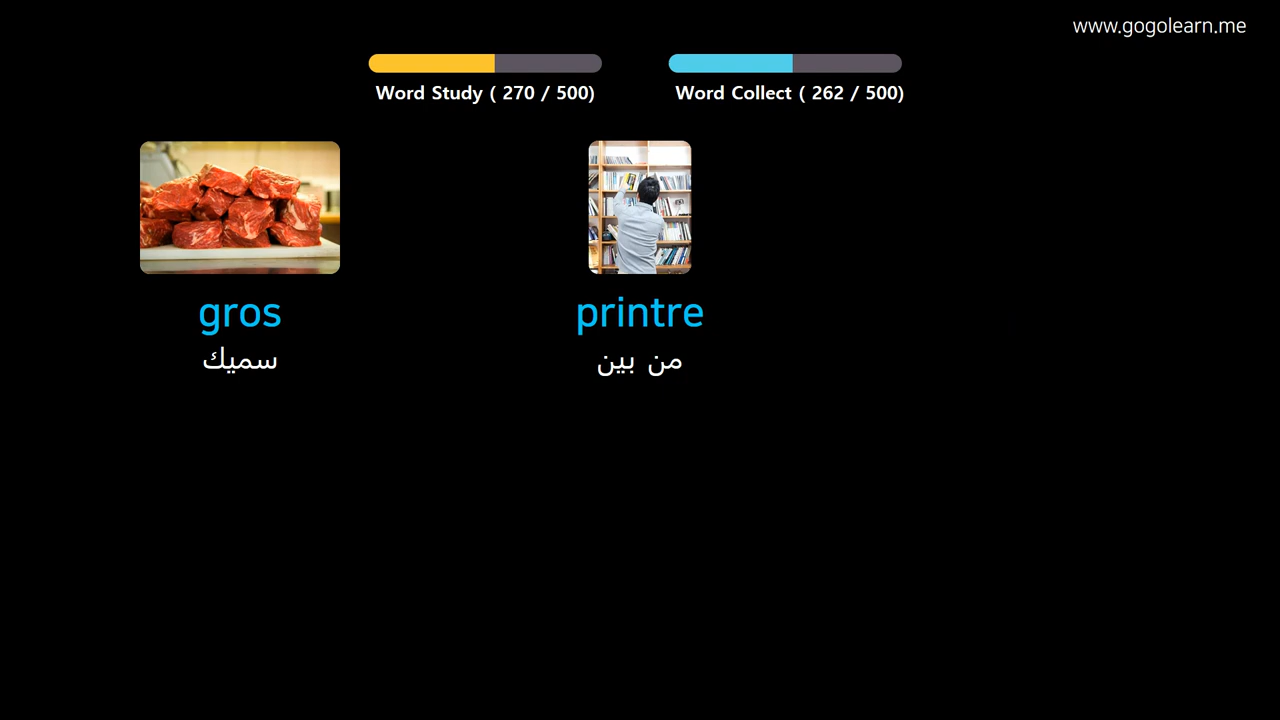 www.gogolearn.me
Word Study ( 270 / 500)
Word Collect ( 262 / 500)
gros
printre
سميك
من بين